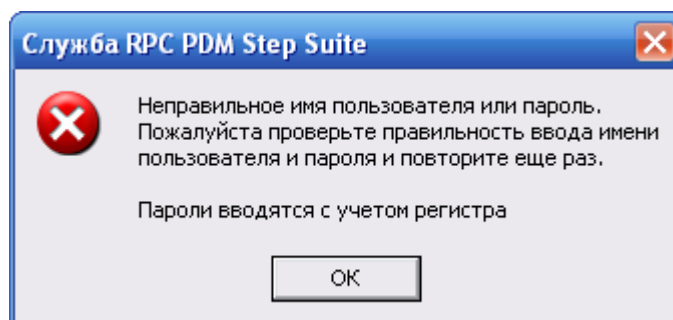 Служба RPC PDM Step Suite
Неправильное имя пользователя или пароль.
Пожалуйста проверьте правильность ввода имени
пользователя и пароля и повторите еще раз.
Пароли вводятся с учетом регистра
ОК